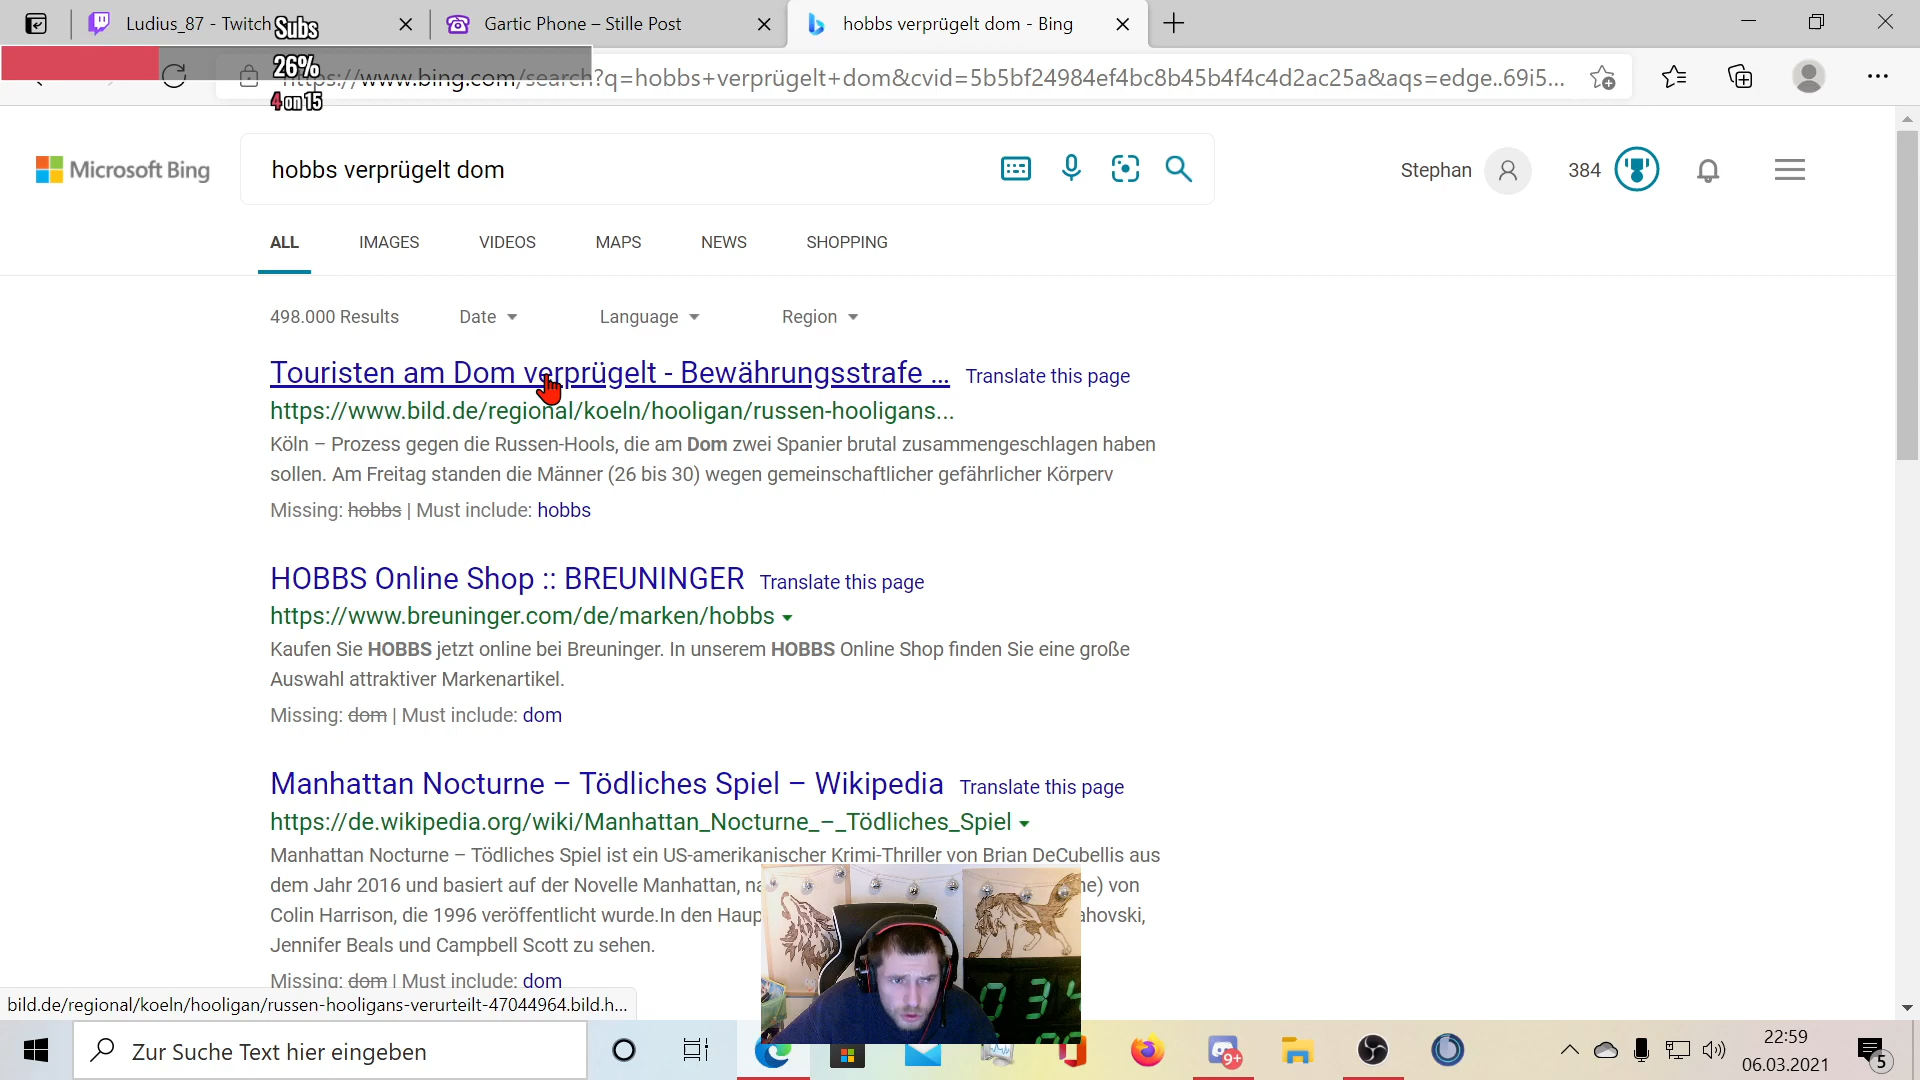 Ludius_87 - Twitch
Subs
Gartic Phone – Stille Post
hobbs verprügelt dom - Bing
26%
https://www.bing.com/search?q=hobbs+verprügelt+dom&cvid=5b5bf24984ef4bc8b45b4f4c4d2ac25a&aqs=edge..69i5...
4 on 15
Microsoft Bing
hobbs verprügelt dom
Stephan
384
ALL IMAGES VIDEOS MAPS NEWS SHOPPING
498.000 Results Date Language Region
Touristen am Dom verprügelt - Bewährungsstrafe ... Translate this page
https://www.bild.de/regional/koeln/hooligan/russen-hooligans...
Köln – Prozess gegen die Russen-Hools, die am Dom zwei Spanier brutal zusammengeschlagen haben
sollen. Am Freitag standen die Männer (26 bis 30) wegen gemeinschaftlicher gefährlicher Körperv
Missing: hobbs | Must include: hobbs
HOBBS Online Shop :: BREUNINGER Translate this page
https://www.breuninger.com/de/marken/hobbs
Kaufen Sie HOBBS jetzt online bei Breuninger. In unserem HOBBS Online Shop finden Sie eine große
Auswahl attraktiver Markenartikel.
Missing: dom | Must include: dom
Manhattan Nocturne – Tödliches Spiel – Wikipedia Translate this page
https://de.wikipedia.org/wiki/Manhattan_Nocturne_–_Tödliches_Spiel
Manhattan Nocturne – Tödliches Spiel ist ein US-amerikanischer Krimi-Thriller von Brian DeCubellis aus
dem Jahr 2016 und basiert auf der Novelle Manhattan, ne) von
Colin Harrison, die 1996 veröffentlicht wurde.In den Haup ahovski,
Jennifer Beals und Campbell Scott zu sehen.
Missing: dom | Must include: dom
bild.de/regional/koeln/hooligan/russen-hooligans-verurteilt-47044964.bild.h...
034
Zur Suche Text hier eingeben
9+
22:59
06.03.2021
5